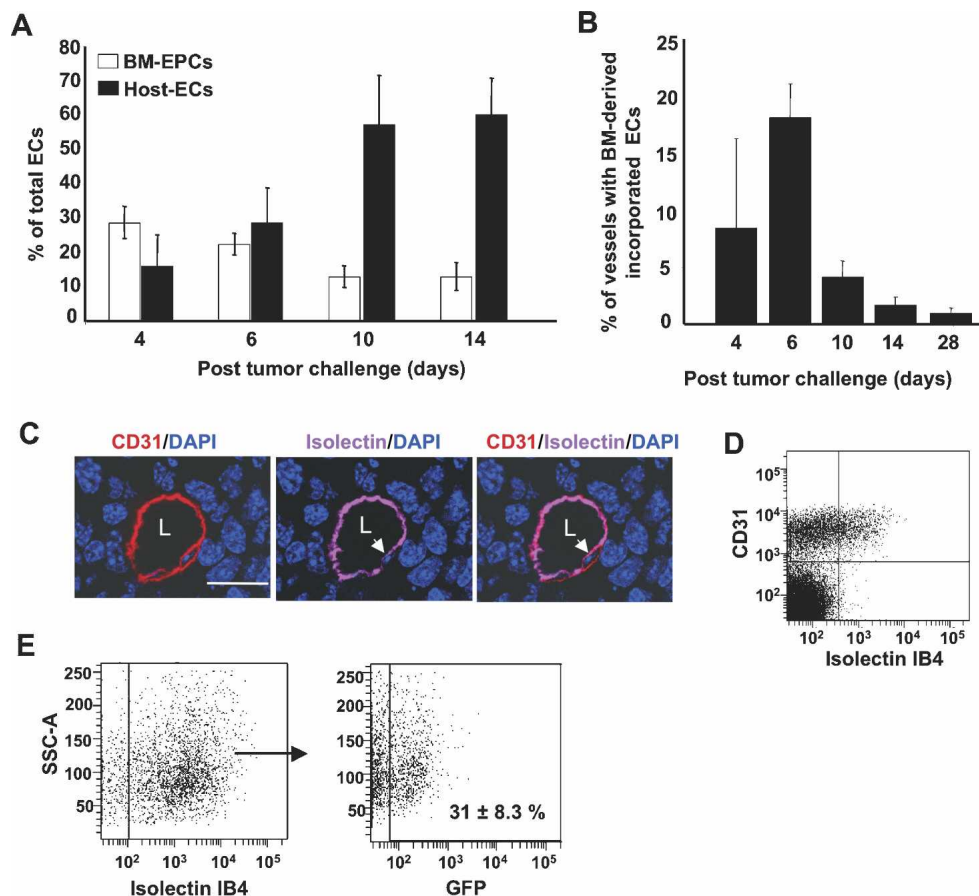 A
80
70
60
50
40
30
20
10
0
% of total ECs
BM-EPCs
Host-ECs
4 6 10 14
Post tumor challenge (days)
B
25
20
15
10
5
0
% of vessels with BM-derived
incorporated ECs
4 6 10 14 28
Post tumor challenge (days)
C
CD31/DAPI
Isolectin/DAPI
CD31/Isolectin/DAPI
L
L
L
D
10⁵
10⁴
10³
10²
CD31
10² 10³ 10⁴ 10⁵
Isolectin IB4
E
250
200
150
100
50
SSC-A
10² 10³ 10⁴ 10⁵
Isolectin IB4
250
200
150
100
50
31 ± 8.3 %
10² 10³ 10⁴ 10⁵
GFP